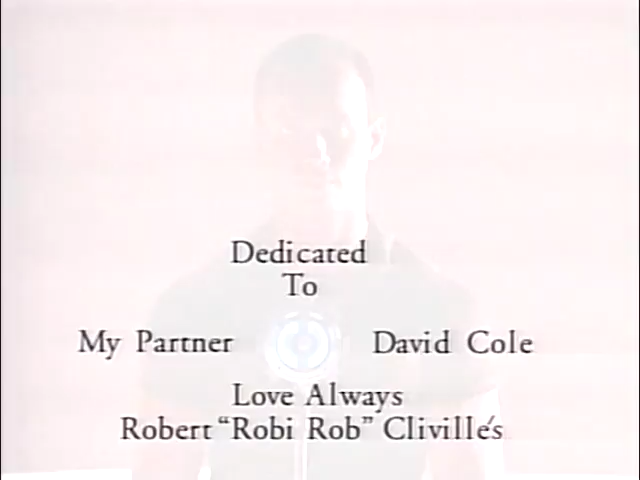 Dedicated
To
My Partner David Cole
Love Always
Robert “Robi Rob” Clivillés